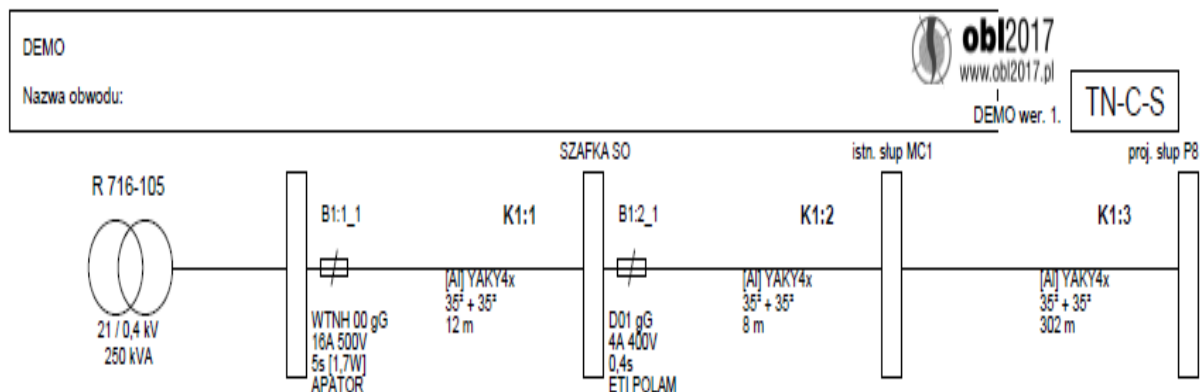 DEMO
obl2017
www.obl2017.pl
Nazwa obwodu:
DEMO wer. 1.
TN-C-S
SZAFKA SO
istn. słup MC1
proj. słup P8
R 716-105
B1:1_1
K1:1
B1:2_1
K1:2
K1:3
21 / 0,4 kV
250 kVA
WTNH 00 gG
16A 500V
5s [1,7W]
APATOR
[Al] YAKY4x
35² + 35²
12 m
D01 gG
4A 400V
0,4s
ETI POLAM
[Al] YAKY4x
35² + 35²
8 m
[Al] YAKY4x
35² + 35²
302 m